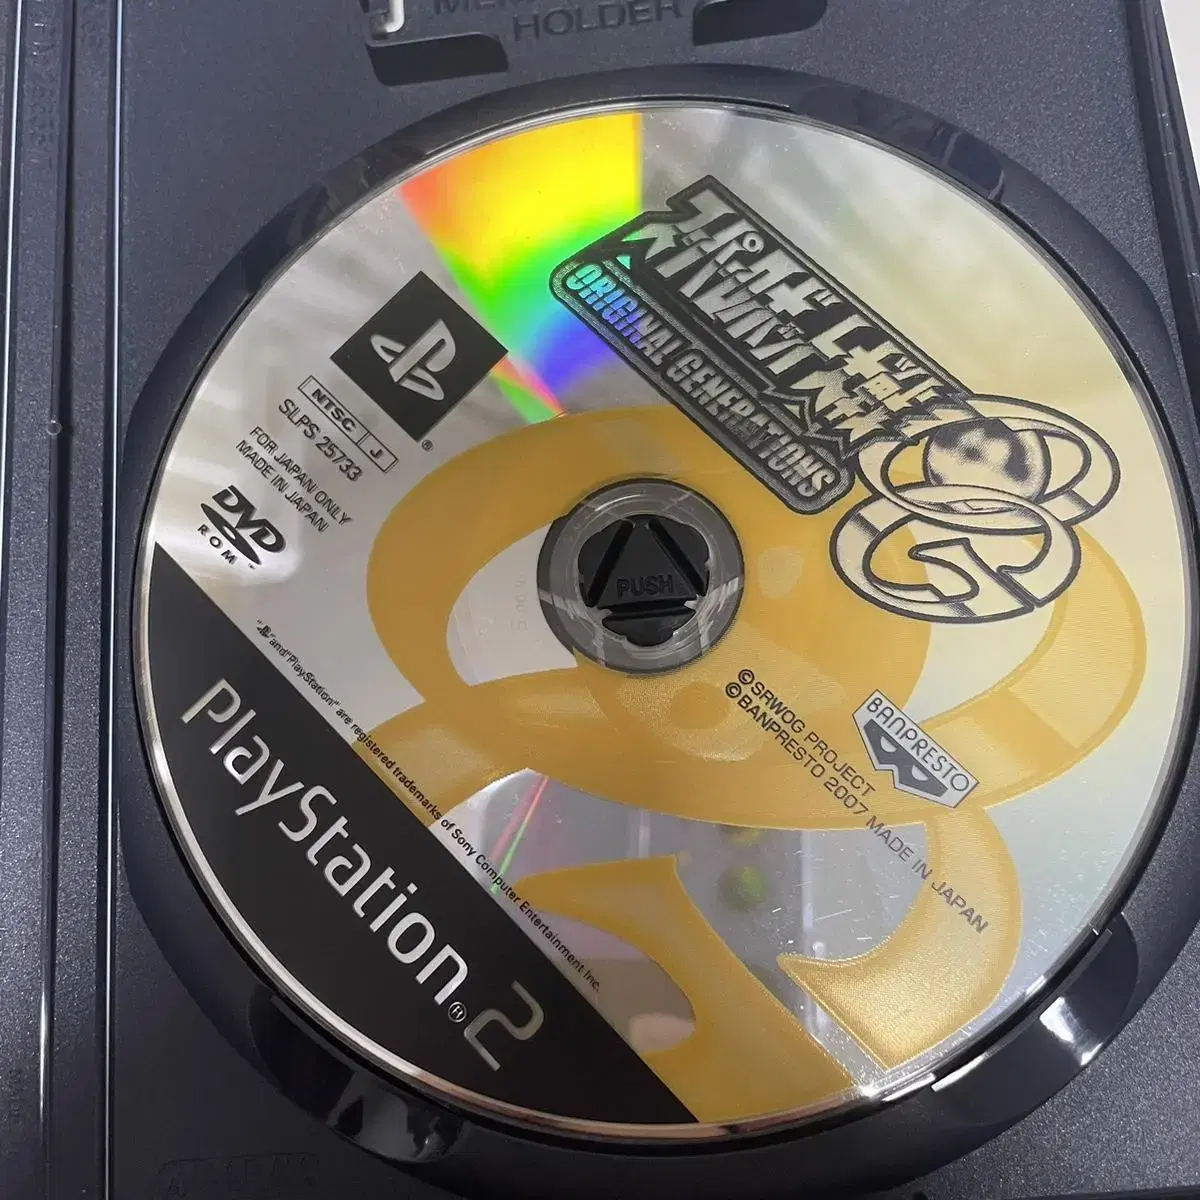 HOLDER
スーパーロボット大戦
ORIGINAL GENERATIONS
OG
NTSC J
SLPS 25733
FOR JAPAN ONLY
MADE IN JAPAN
DVD
ROM
PUSH
"PS"and"PlayStation" are registered trademarks of Sony Computer Entertainment Inc.
PlayStation®2
©SRWOG PROJECT
©BANPRESTO 2007 MADE IN JAPAN
BANPRESTO